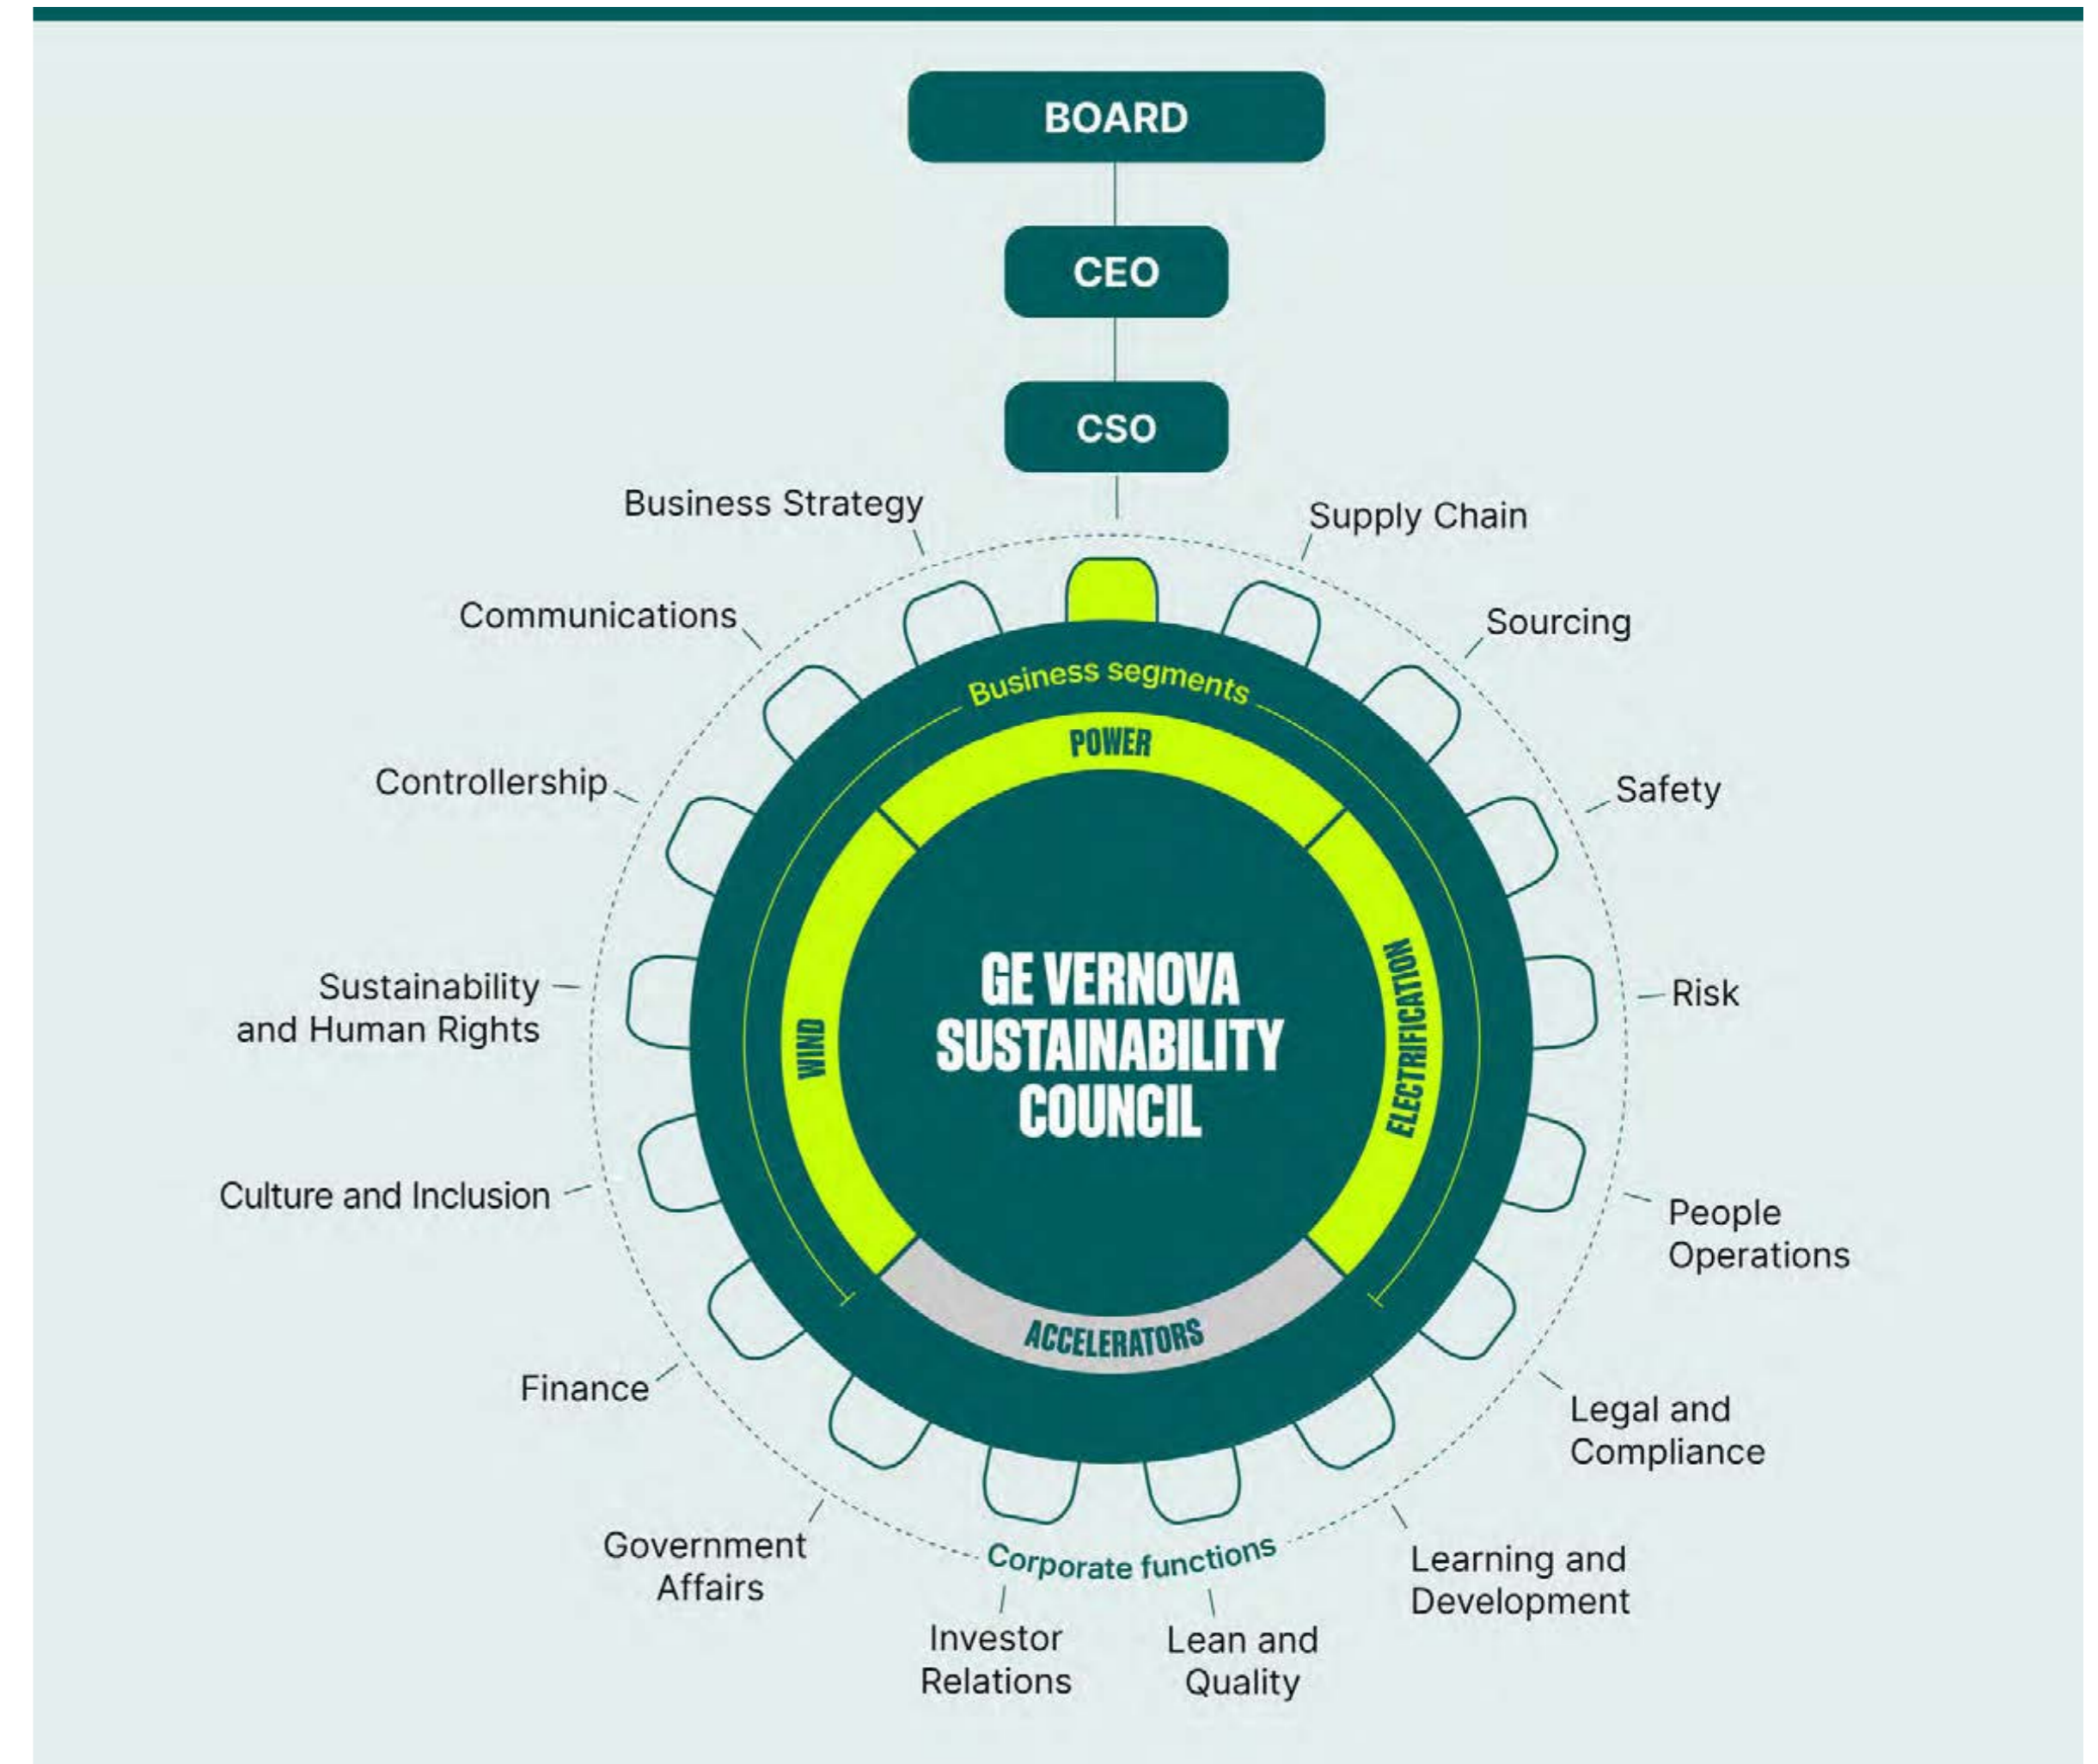 BOARD
CEO
CSO
Business Strategy
Supply Chain
Communications
Sourcing
Controllership
Safety
Sustainability
and Human Rights
Risk
Culture and Inclusion
People
Operations
Finance
Legal and
Compliance
Government
Affairs
Learning and
Development
Investor
Relations
Lean and
Quality
Corporate functions
Business segments
POWER
WIND
ELECTRIFICATION
ACCELERATORS
GE VERNOVA
SUSTAINABILITY
COUNCIL